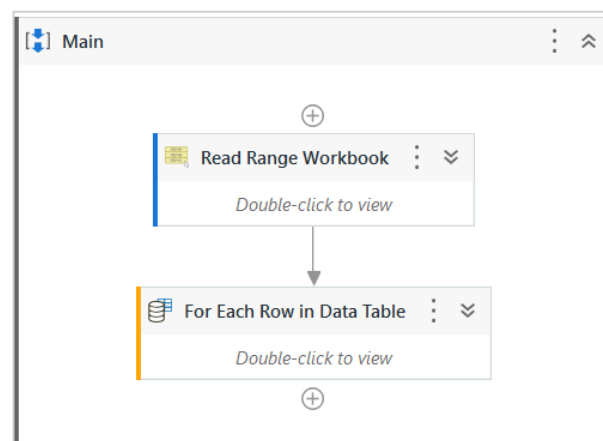 Main
Read Range Workbook
Double-click to view
For Each Row in Data Table
Double-click to view